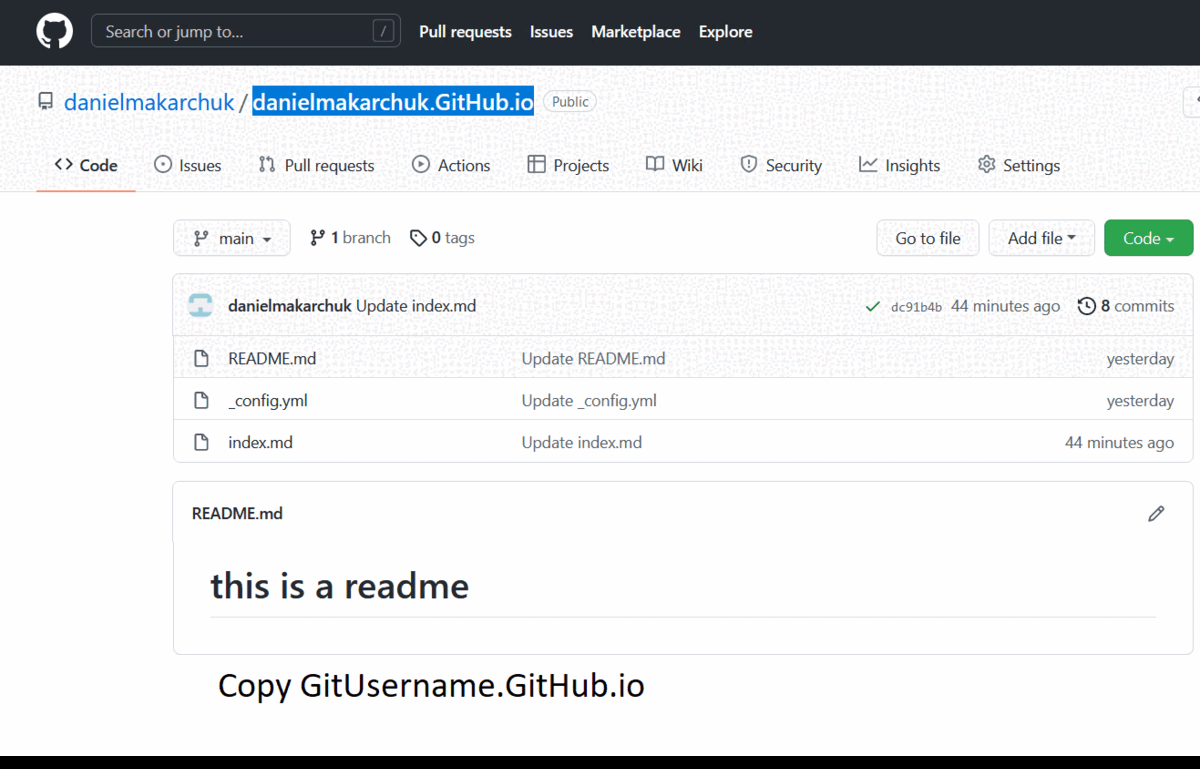 Search or jump to... / Pull requests Issues Marketplace Explore
danielmakarchuk / danielmakarchuk.GitHub.io Public
Code Issues Pull requests Actions Projects Wiki Security Insights Settings
main 1 branch 0 tags Go to file Add file Code
danielmakarchuk Update index.md dc91b4b 44 minutes ago 8 commits
README.md Update README.md yesterday
_config.yml Update _config.yml yesterday
index.md Update index.md 44 minutes ago
README.md
this is a readme
Copy GitUsername.GitHub.io